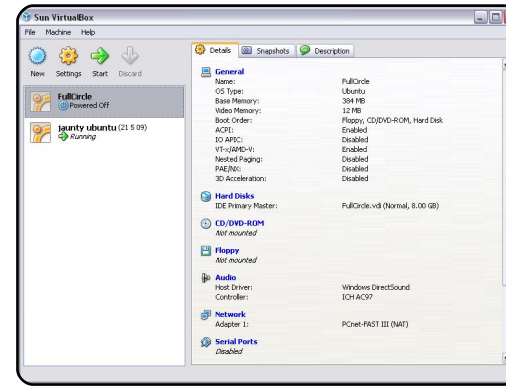 Sun VirtualBox
File Machine Help
New Settings Start Discard
FullCircle
Powered Off
jaunty ubuntu (21 5 09)
Running
Details Snapshots Description
General
Name: FullCircle
OS Type: Ubuntu
Base Memory: 384 MB
Video Memory: 12 MB
Boot Order: Floppy, CD/DVD-ROM, Hard Disk
ACPI: Enabled
IO APIC: Disabled
VT-x/AMD-V: Enabled
Nested Paging: Disabled
PAE/NX: Disabled
3D Acceleration: Disabled
Hard Disks
IDE Primary Master: FullCircle.vdi (Normal, 8.00 GB)
CD/DVD-ROM
Not mounted
Floppy
Not mounted
Audio
Host Driver: Windows DirectSound
Controller: ICH AC97
Network
Adapter 1: PCnet-FAST III (NAT)
Serial Ports
Disabled